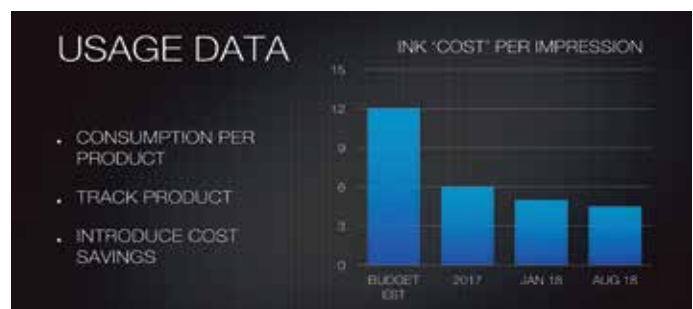 USAGE DATA
• CONSUMPTION PER
PRODUCT
• TRACK PRODUCT
• INTRODUCE COST
SAVINGS
INK ‘COST’ PER IMPRESSION
15
12
9
6
3
0
BUDGET
EST
2017
JAN 18
AUG 18